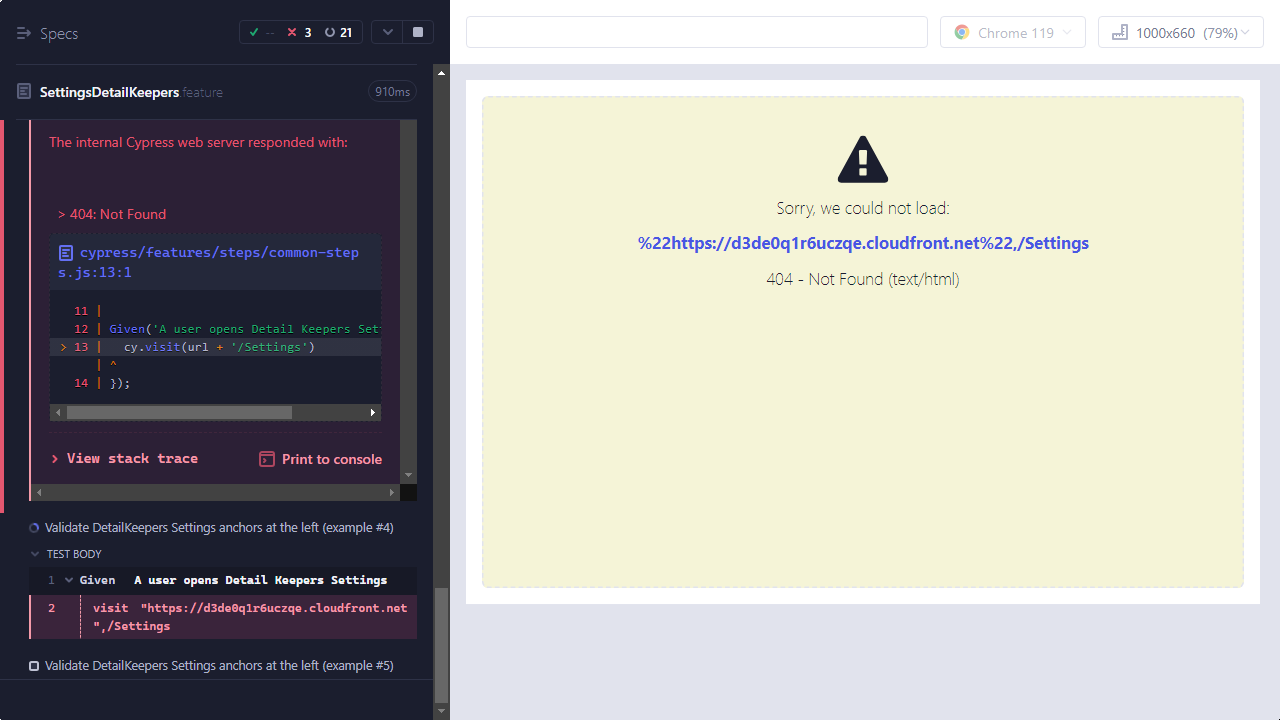 Specs
-- 3 21
Chrome 119
1000x660 (79%)
SettingsDetailKeepers feature
910ms
The internal Cypress web server responded with:
> 404: Not Found
cypress/features/steps/common-step
s.js:13:1
11 |
12 | Given('A user opens Detail Keepers Set
> 13 | cy.visit(url + '/Settings')
| ^
14 | });
> View stack trace
Print to console
Validate DetailKeepers Settings anchors at the left (example #4)
TEST BODY
1 Given A user opens Detail Keepers Settings
2 visit "https://d3de0q1r6uczqe.cloudfront.net
",/Settings
Validate DetailKeepers Settings anchors at the left (example #5)
Sorry, we could not load:
%22https://d3de0q1r6uczqe.cloudfront.net%22,/Settings
404 - Not Found (text/html)